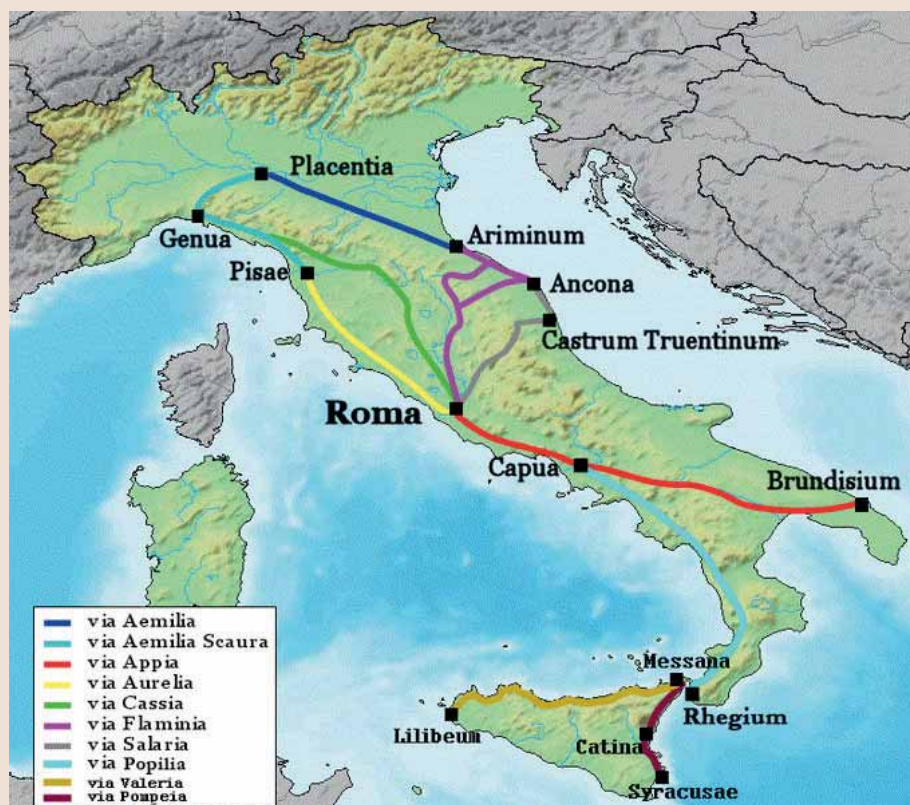 Placentia
Genua
Ariminum
Pisae
Ancona
Castrum Truentinum
Roma
Capua
Brundisium
Messana
Rhegium
Lilibeum
Catina
Syracusae
via Aemilia
via Aemilia Scaura
via Appia
via Aurelia
via Cassia
via Flaminia
via Salaria
via Popilia
via Valeria
via Pompeia